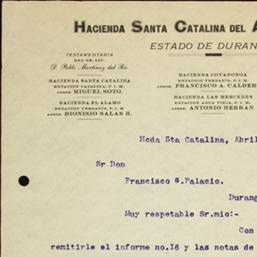 HACIENDA SANTA CATALINA DEL A
ESTADO DE DURAN
TESTAMENTARIA
DEL SR. LIC.
D. Pablo Martínez del Río
HACIENDA SANTA CATALINA
ESTACION CATALINA, F. I. M.
ADMOR. MIGUEL SOTO.
HACIENDA EL ALAMO
ESTACION VERGARÍN, F. I. M.
ADMOR. DIONISIO SALAS H.
HACIENDA COVADONGA
ESTACION VERGARÍN, F. I. M.
ADMOR. FRANCISCO A. CALDER
HACIENDA LAS MERCEDES
ESTACION AGUA VIEJA, F. I. M.
ADMOR. ANTONIO HERRAN.
Hcda Sta Catalina, Abril
Sr Don
Francisco G.Palacio.
Durang
Muy respetable Sr.mio:-
Con
remitirle el informe no.16 y las notas de